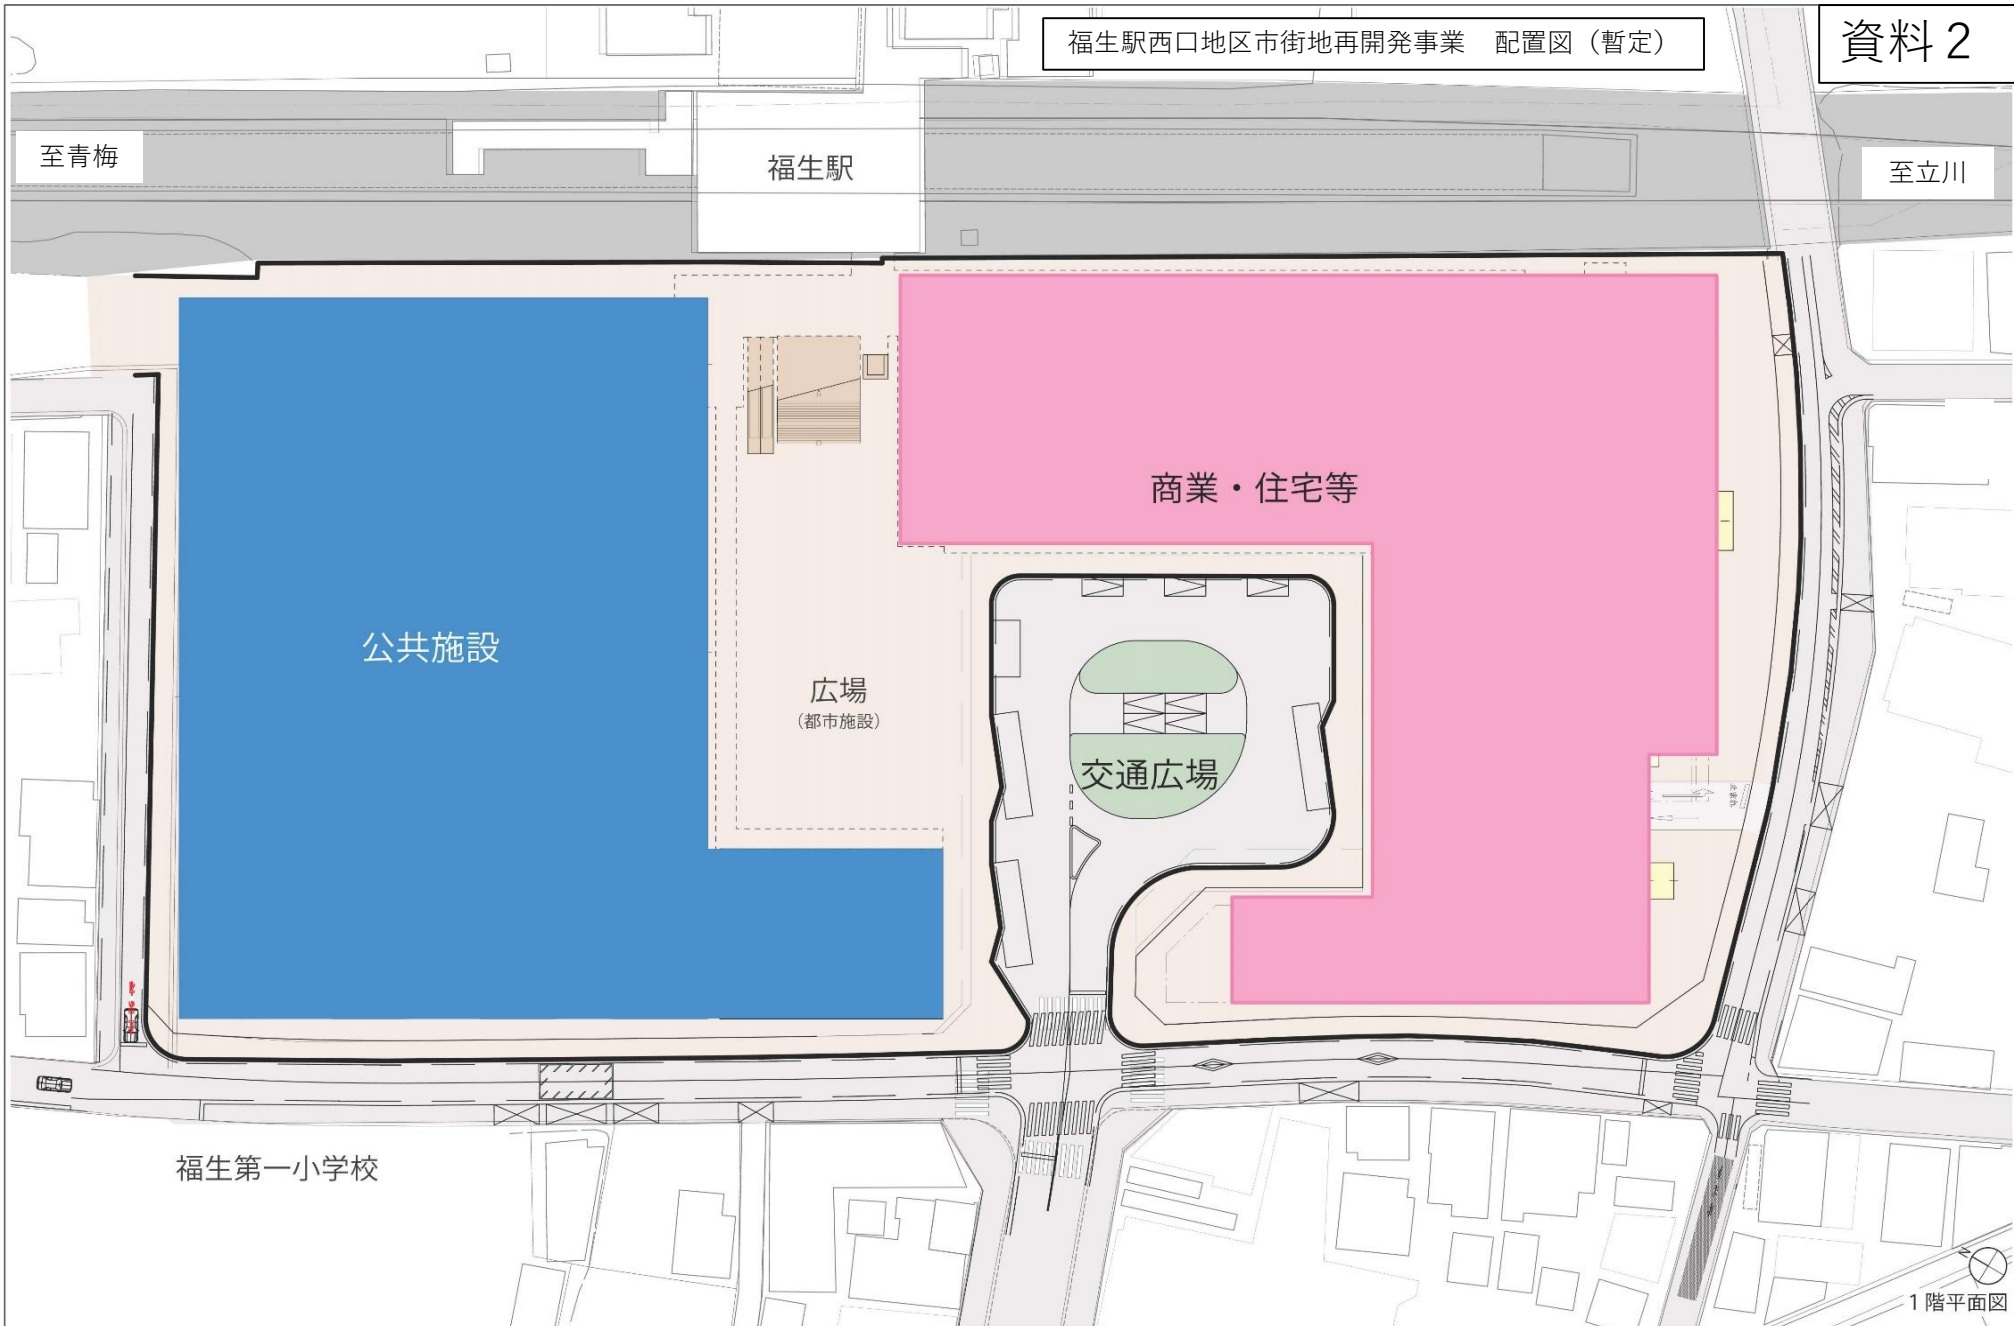 福生駅西口地区市街地再開発事業　配置図（暫定）
資料２
至青梅
福生駅
至立川
商業・住宅等
公共施設
広場
（都市施設）
交通広場
福生第一小学校
N
１階平面図